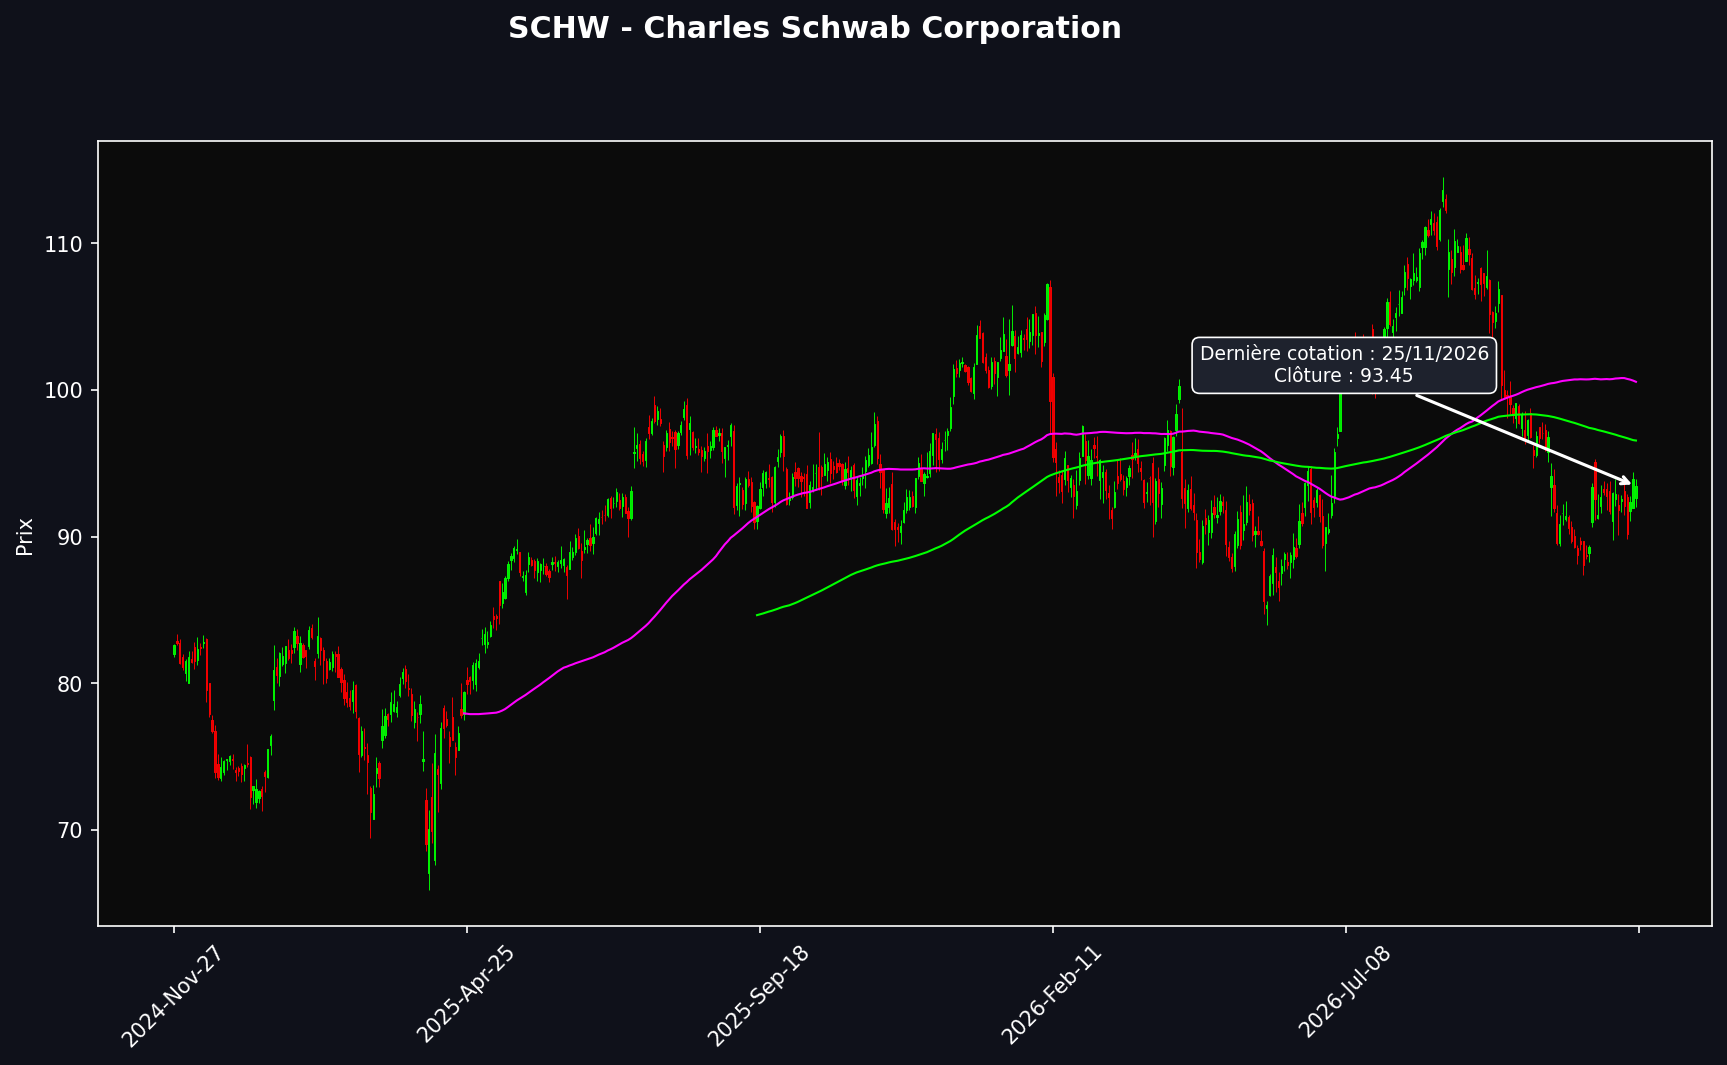 SCHW - Charles Schwab Corporation
110
100
90
80
70
Prix
Dernière cotation : 25/11/2026
Clôture : 93.45
2024-Nov-27
2025-Apr-25
2025-Sep-18
2026-Feb-11
2026-Jul-08